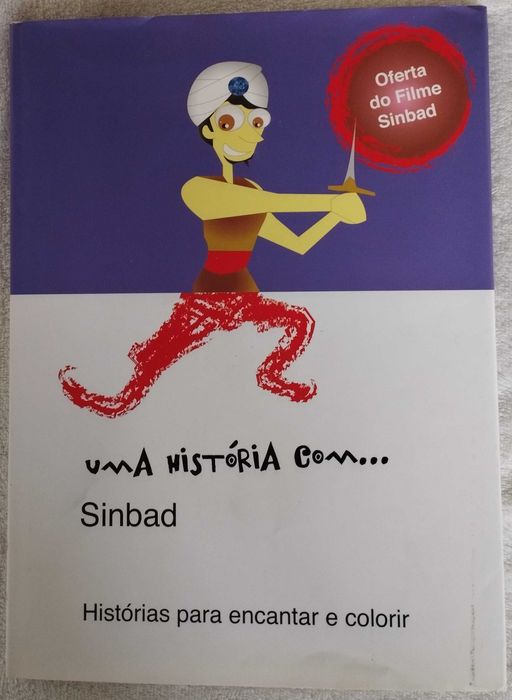 Oferta
do Filme
Sinbad
UMA HISTÓRIA COM...
Sinbad
Histórias para encantar e colorir